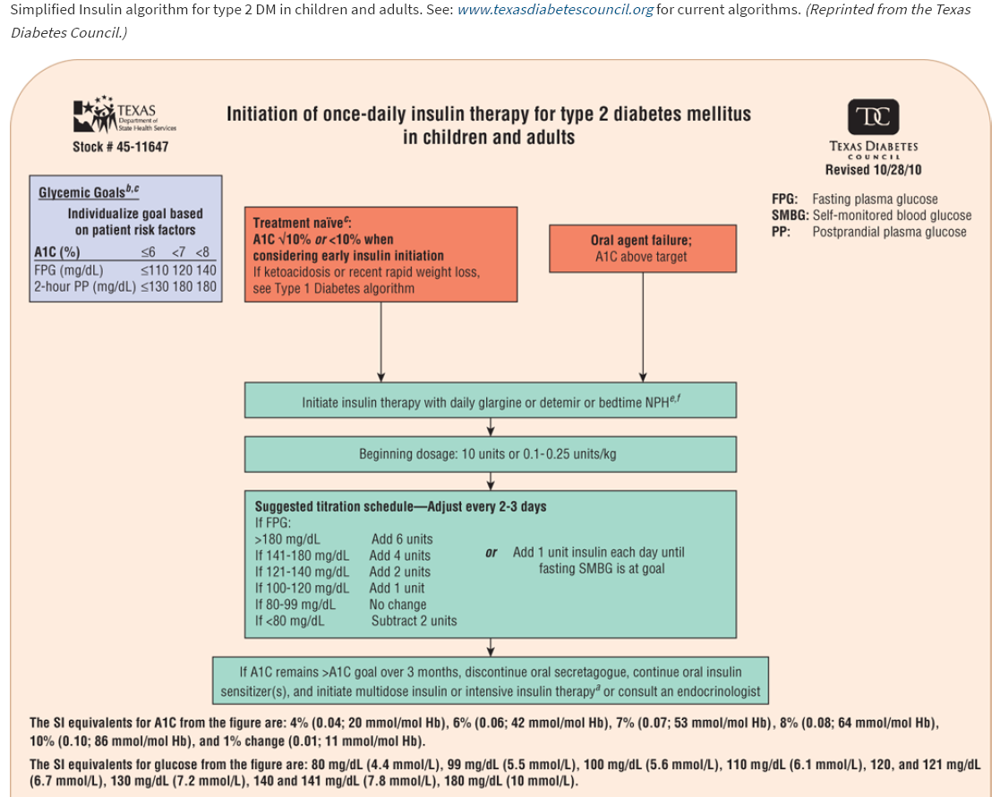 Simplified Insulin algorithm for type 2 DM in children and adults. See: www.texasdiabetescouncil.org for current algorithms. (Reprinted from the Texas
Diabetes Council.)
TEXAS
Department of
State Health Services
Stock # 45-11647
Initiation of once-daily insulin therapy for type 2 diabetes mellitus
in children and adults
TDC
TEXAS DIABETES
COUNCIL
Revised 10/28/10
FPG: Fasting plasma glucose
SMBG: Self-monitored blood glucose
PP: Postprandial plasma glucose
Glycemic Goals b,c
Individualize goal based
on patient risk factors
A1C (%) ≤6 <7 <8
FPG (mg/dL) ≤110 120 140
2-hour PP (mg/dL) ≤130 180 180
Treatment naïve c:
A1C √10% or <10% when
considering early insulin initiation
If ketoacidosis or recent rapid weight loss,
see Type 1 Diabetes algorithm
Oral agent failure;
A1C above target
Initiate insulin therapy with daily glargine or detemir or bedtime NPH e,f
Beginning dosage: 10 units or 0.1-0.25 units/kg
Suggested titration schedule—Adjust every 2-3 days
If FPG:
>180 mg/dL Add 6 units
If 141-180 mg/dL Add 4 units
If 121-140 mg/dL Add 2 units
If 100-120 mg/dL Add 1 unit
If 80-99 mg/dL No change
If <80 mg/dL Subtract 2 units
or Add 1 unit insulin each day until
fasting SMBG is at goal
If A1C remains >A1C goal over 3 months, discontinue oral secretagogue, continue oral insulin
sensitizer(s), and initiate multidose insulin or intensive insulin therapy a or consult an endocrinologist
The SI equivalents for A1C from the figure are: 4% (0.04; 20 mmol/mol Hb), 6% (0.06; 42 mmol/mol Hb), 7% (0.07; 53 mmol/mol Hb), 8% (0.08; 64 mmol/mol Hb),
10% (0.10; 86 mmol/mol Hb), and 1% change (0.01; 11 mmol/mol Hb).
The SI equivalents for glucose from the figure are: 80 mg/dL (4.4 mmol/L), 99 mg/dL (5.5 mmol/L), 100 mg/dL (5.6 mmol/L), 110 mg/dL (6.1 mmol/L), 120, and 121 mg/dL
(6.7 mmol/L), 130 mg/dL (7.2 mmol/L), 140 and 141 mg/dL (7.8 mmol/L), 180 mg/dL (10 mmol/L).